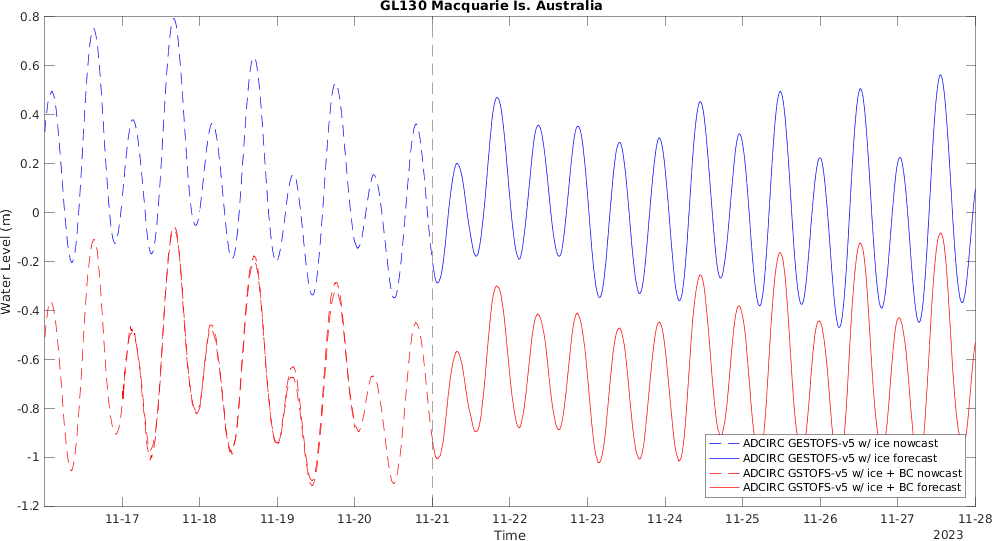 GL130 Macquarie Is. Australia
0.8
0.6
0.4
0.2
0
-0.2
-0.4
-0.6
-0.8
-1
-1.2
Water Level (m)
ADCIRC GESTOFS-v5 w/ ice nowcast
ADCIRC GESTOFS-v5 w/ ice forecast
ADCIRC GSTOFS-v5 w/ ice + BC nowcast
ADCIRC GSTOFS-v5 w/ ice + BC forecast
11-17 11-18 11-19 11-20 11-21 11-22 11-23 11-24 11-25 11-26 11-27 11-28
Time
2023